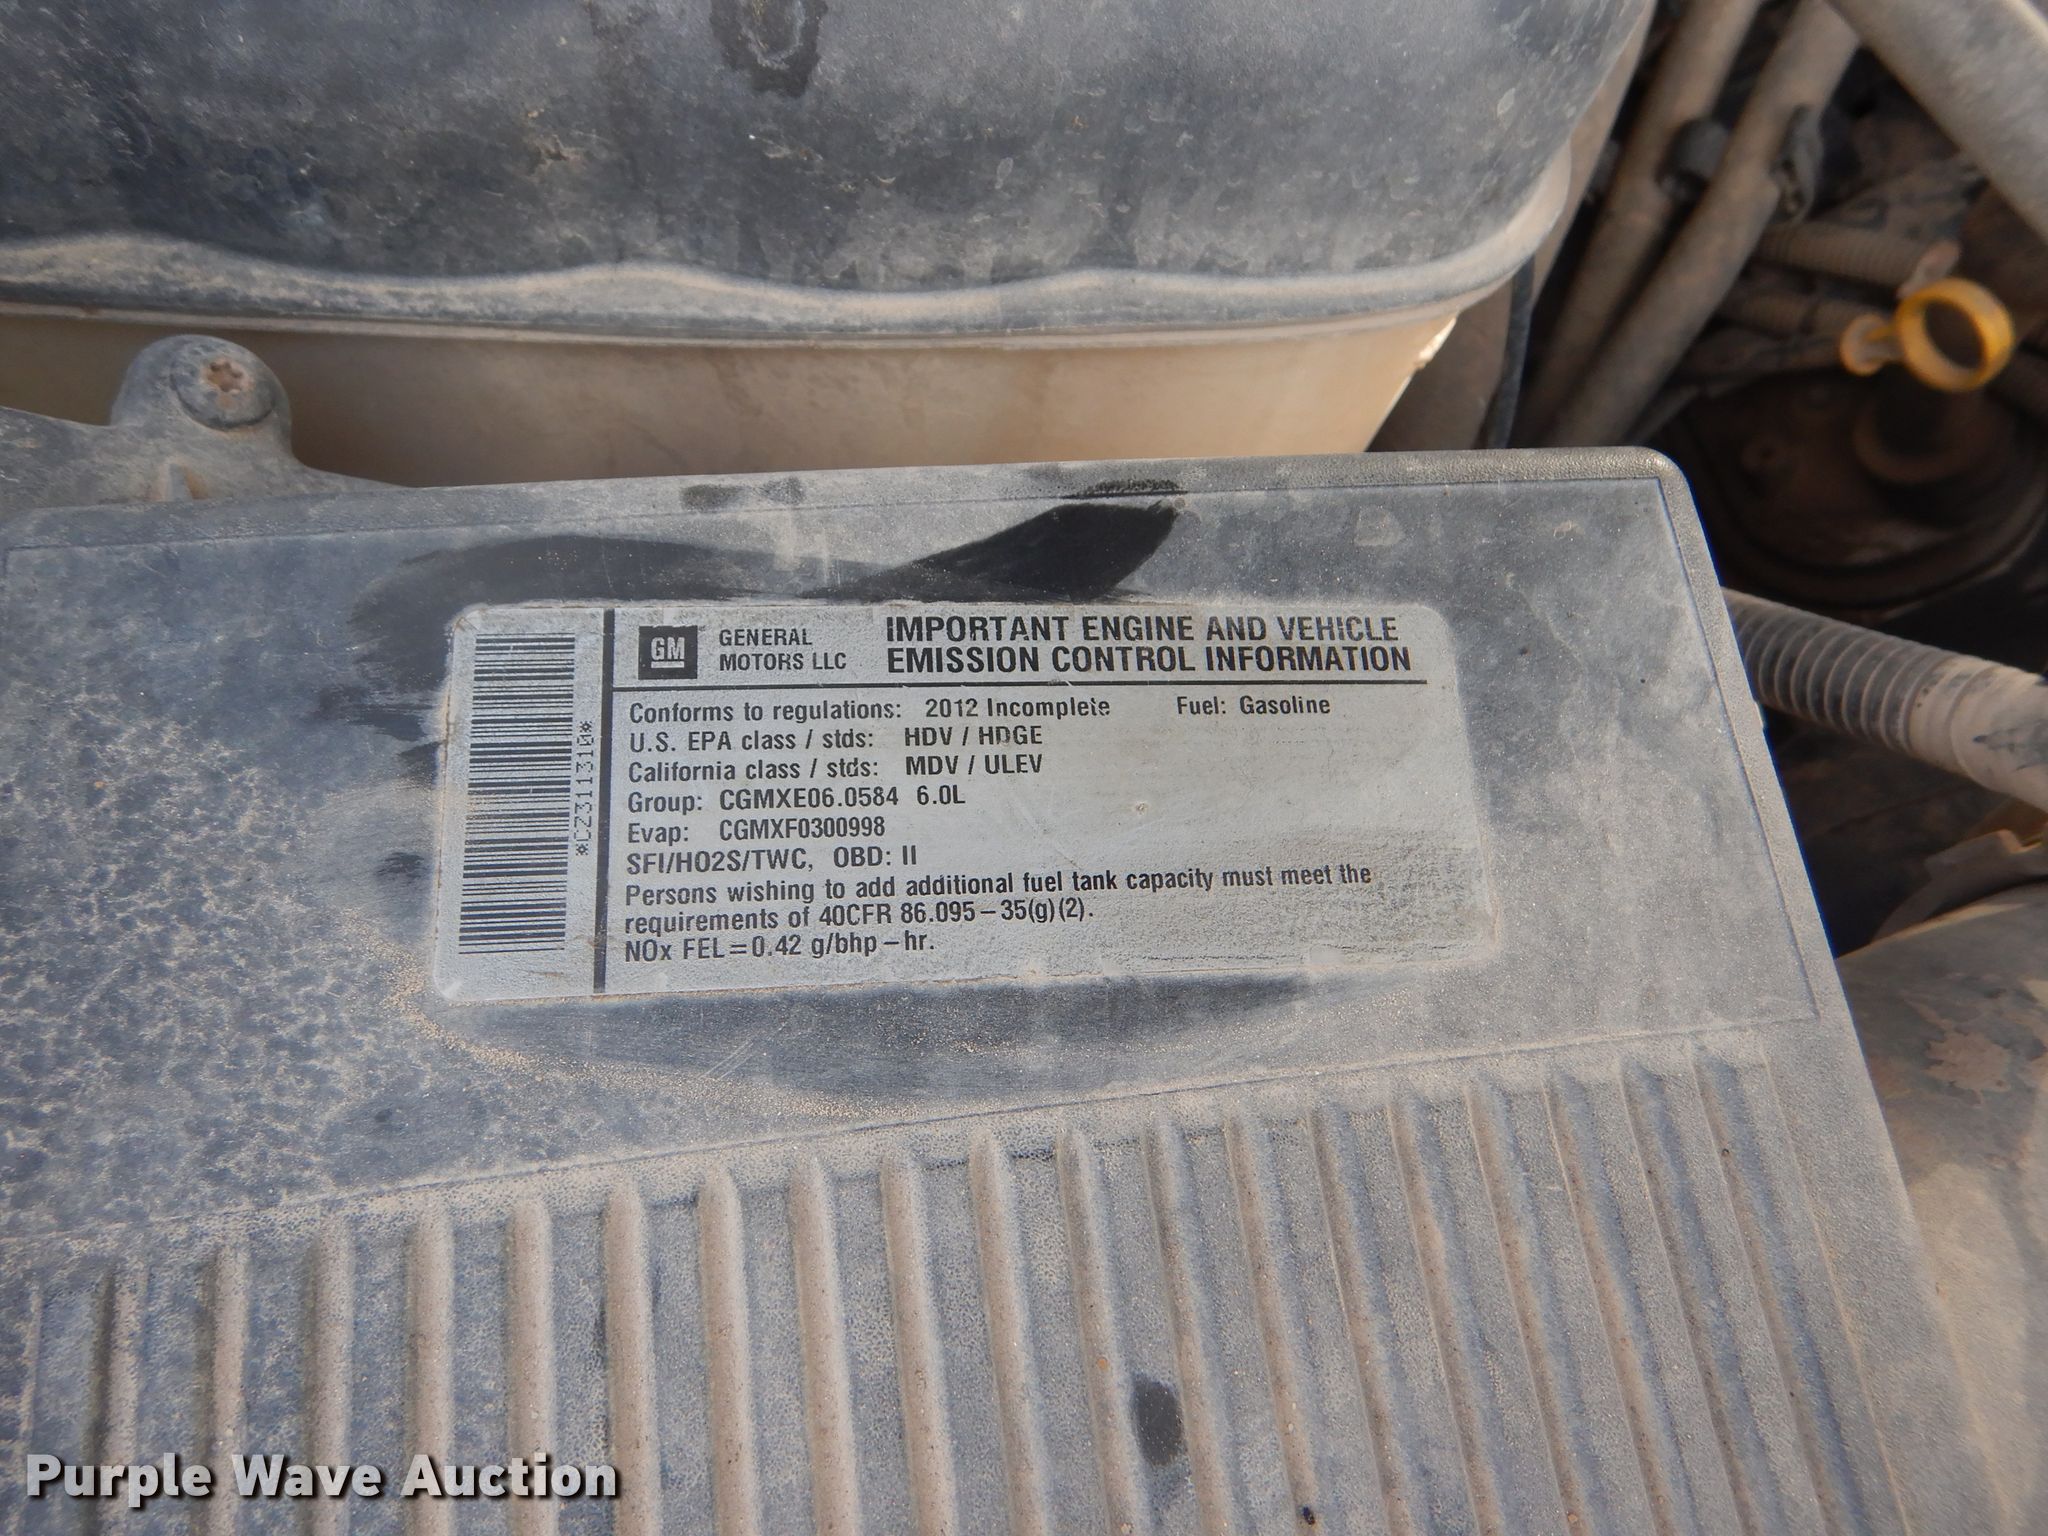 GM
GENERAL
MOTORS LLC
IMPORTANT ENGINE AND VEHICLE
EMISSION CONTROL INFORMATION
*CZ311310*
Conforms to regulations: 2012 Incomplete Fuel: Gasoline
U.S. EPA class / stds: HDV / HDGE
California class / stds: MDV / ULEV
Group: CGMXE06.0584 6.0L
Evap: CGMXF0300998
SFI/HO2S/TWC, OBD: II
Persons wishing to add additional fuel tank capacity must meet the
requirements of 40CFR 86.095-35(g)(2).
NOx FEL=0.42 g/bhp-hr.
Purple Wave Auction